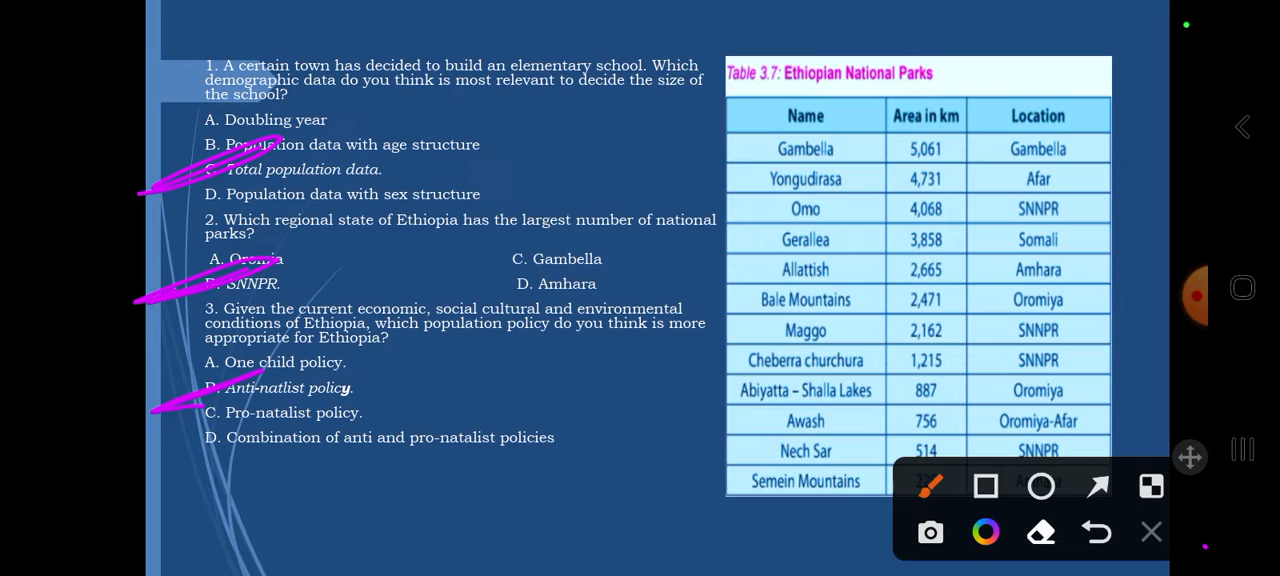 1. A certain town has decided to build an elementary school. Which
demographic data do you think is most relevant to decide the size of
the school?
A. Doubling year
B. Population data with age structure
C. Total population data.
D. Population data with sex structure
2. Which regional state of Ethiopia has the largest number of national
parks?
A. Oromia C. Gambella
B. SNNPR. D. Amhara
3. Given the current economic, social cultural and environmental
conditions of Ethiopia, which population policy do you think is more
appropriate for Ethiopia?
A. One child policy.
B. Anti-natlist policy.
C. Pro-natalist policy.
D. Combination of anti and pro-natalist policies
Table 3.7: Ethiopian National Parks
Name Area in km Location
Gambella 5,061 Gambella
Yongudirasa 4,731 Afar
Omo 4,068 SNNPR
Gerallea 3,858 Somali
Allattish 2,665 Amhara
Bale Mountains 2,471 Oromiya
Maggo 2,162 SNNPR
Cheberra churchura 1,215 SNNPR
Abiyatta – Shalla Lakes 887 Oromiya
Awash 756 Oromiya-Afar
Nech Sar 514 SNNPR
Semein Mountains